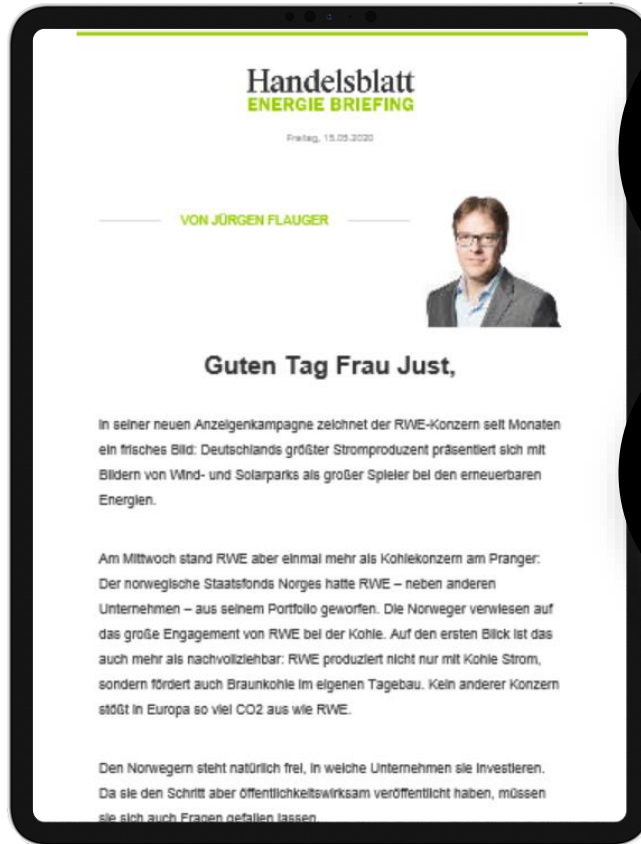 Handelsblatt
ENERGIE BRIEFING
Freitag, 15.05.2020
VON JÜRGEN FLAUGER
Guten Tag Frau Just,
In seiner neuen Anzeigenkampagne zeichnet der RWE-Konzern seit Monaten
ein frisches Bild: Deutschlands größter Stromproduzent präsentiert sich mit
Bildern von Wind- und Solarparks als großer Spieler bei den erneuerbaren
Energien.
Am Mittwoch stand RWE aber einmal mehr als Kohlekonzern am Pranger:
Der norwegische Staatsfonds Norges hatte RWE – neben anderen
Unternehmen – aus seinem Portfolio geworfen. Die Norweger verwiesen auf
das große Engagement von RWE bei der Kohle. Auf den ersten Blick ist das
auch mehr als nachvollziehbar: RWE produziert nicht nur mit Kohle Strom,
sondern fördert auch Braunkohle im eigenen Tagebau. Kein anderer Konzern
stößt in Europa so viel CO2 aus wie RWE.
Den Norwegern steht natürlich frei, in welche Unternehmen sie investieren.
Da sie den Schritt aber öffentlichkeitswirksam veröffentlicht haben, müssen
sie sich auch Fragen gefallen lassen.